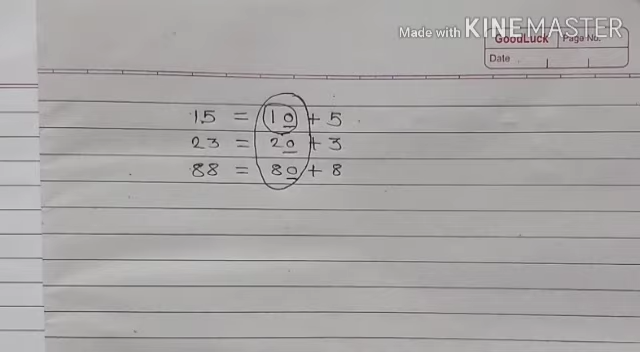 Made with KINEMASTER
GoodLuck Page No.
Date
15 = 10 + 5
23 = 20 + 3
88 = 80 + 8